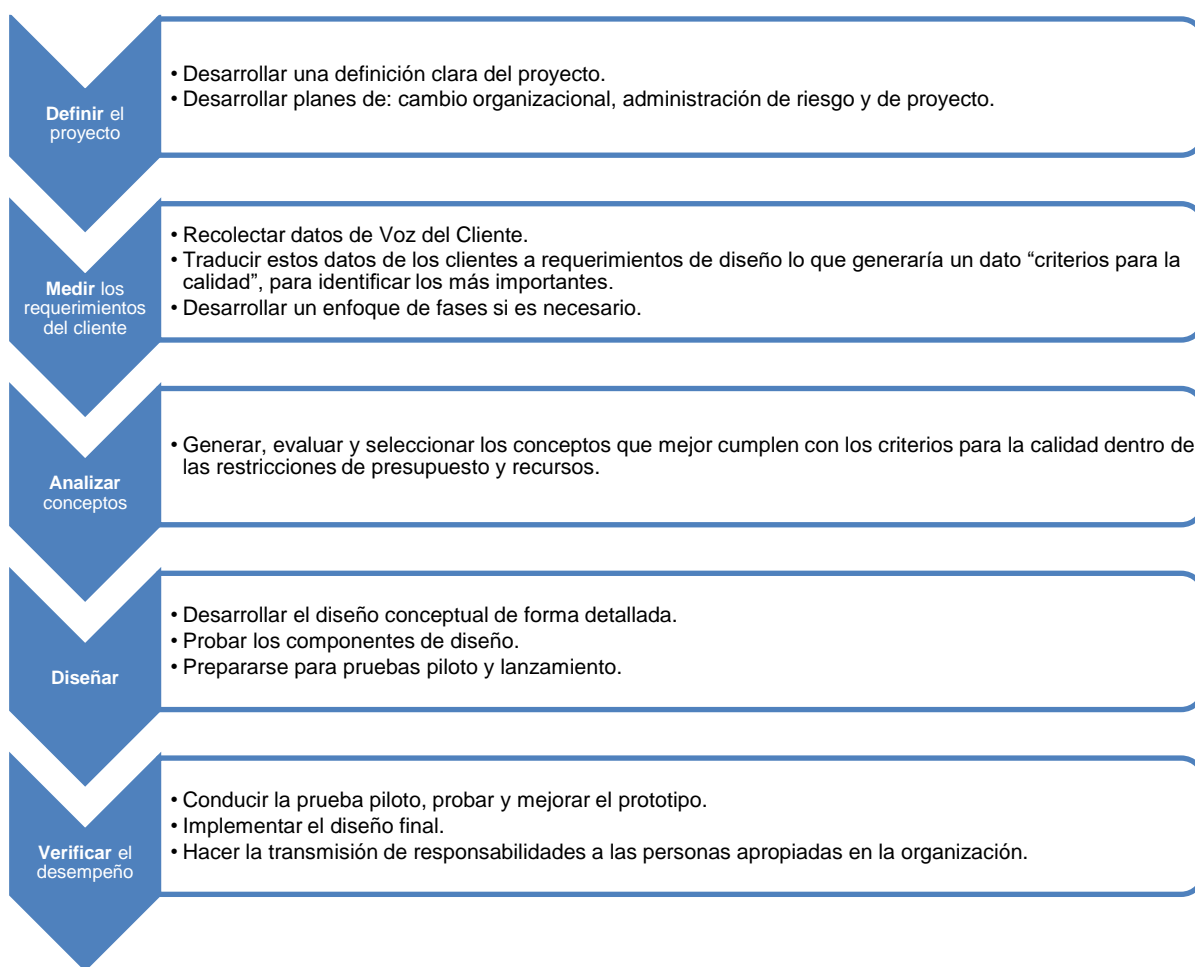 Definir el
proyecto
• Desarrollar una definición clara del proyecto.
• Desarrollar planes de: cambio organizacional, administración de riesgo y de proyecto.
Medir los
requerimientos
del cliente
• Recolectar datos de Voz del Cliente.
• Traducir estos datos de los clientes a requerimientos de diseño lo que generaría un dato “criterios para la
calidad”, para identificar los más importantes.
• Desarrollar un enfoque de fases si es necesario.
Analizar
conceptos
• Generar, evaluar y seleccionar los conceptos que mejor cumplen con los criterios para la calidad dentro de
las restricciones de presupuesto y recursos.
Diseñar
• Desarrollar el diseño conceptual de forma detallada.
• Probar los componentes de diseño.
• Prepararse para pruebas piloto y lanzamiento.
Verificar el
desempeño
• Conducir la prueba piloto, probar y mejorar el prototipo.
• Implementar el diseño final.
• Hacer la transmisión de responsabilidades a las personas apropiadas en la organización.